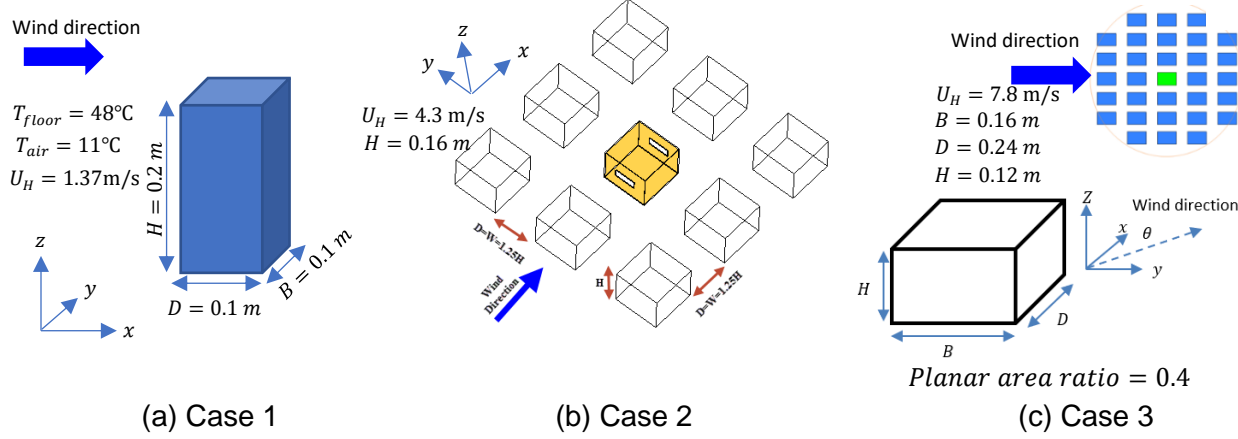 Wind direction
T_floor = 48°C
T_air = 11°C
U_H = 1.37m/s
H = 0.2 m
B = 0.1 m
D = 0.1 m
z
y
x
(a) Case 1
z
y
x
U_H = 4.3 m/s
H = 0.16 m
D=W=1.25H
Wind
Direction
H
D=W=1.25H
(b) Case 2
Wind direction
U_H = 7.8 m/s
B = 0.16 m
D = 0.24 m
H = 0.12 m
Z
Wind direction
x
θ
y
H
D
B
Planar area ratio = 0.4
(c) Case 3